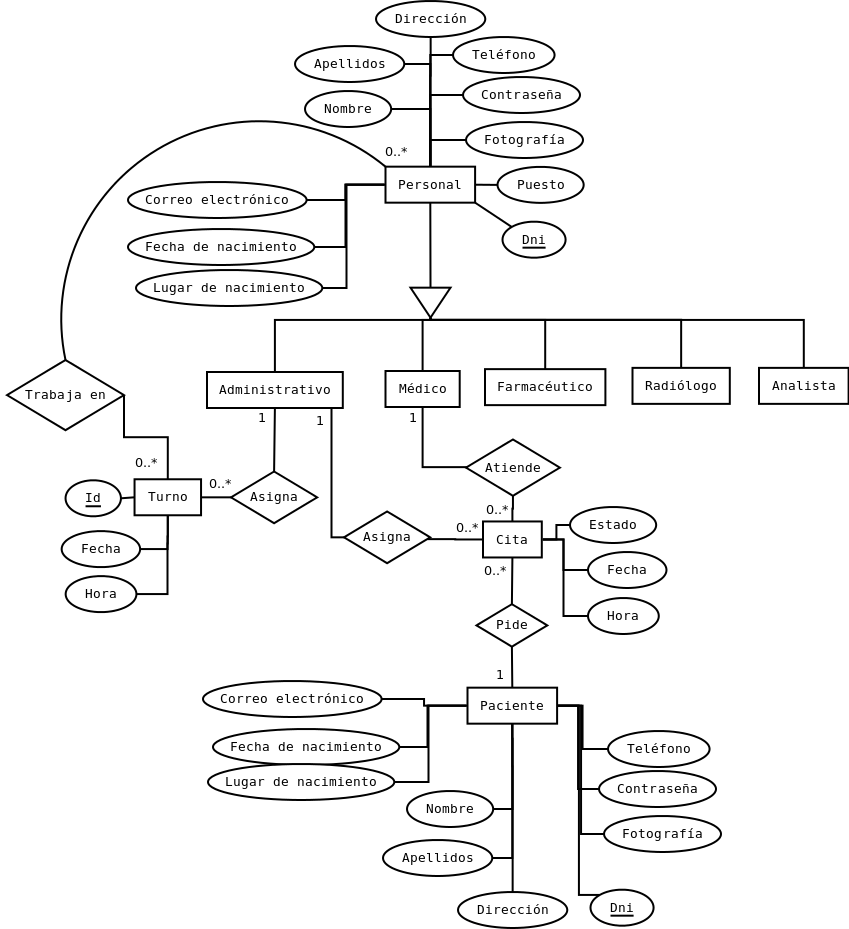 Dirección
Apellidos
Teléfono
Contraseña
Nombre
Fotografía
0..*
Personal
Puesto
Correo electrónico
Dni
Fecha de nacimiento
Lugar de nacimiento
Trabaja en
Administrativo
Médico
Farmacéutico
Radiólogo
Analista
1
1
1
0..*
Atiende
0..*
Id
Turno
Asigna
0..*
0..*
Estado
Asigna
Cita
Fecha
0..*
Fecha
Hora
Hora
Pide
1
Correo electrónico
Paciente
Fecha de nacimiento
Teléfono
Lugar de nacimiento
Contraseña
Nombre
Fotografía
Apellidos
Dirección
Dni